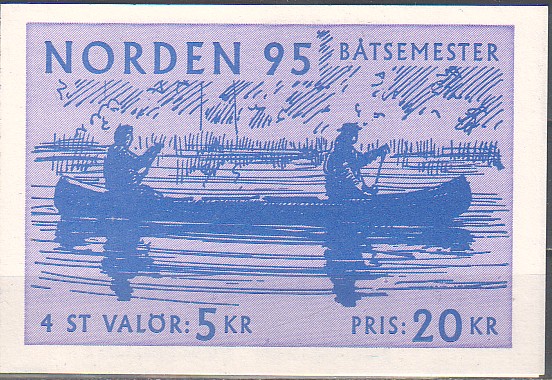 NORDEN 95 BÅTSEMESTER
4 ST VALÖR: 5 KR PRIS: 20 KR